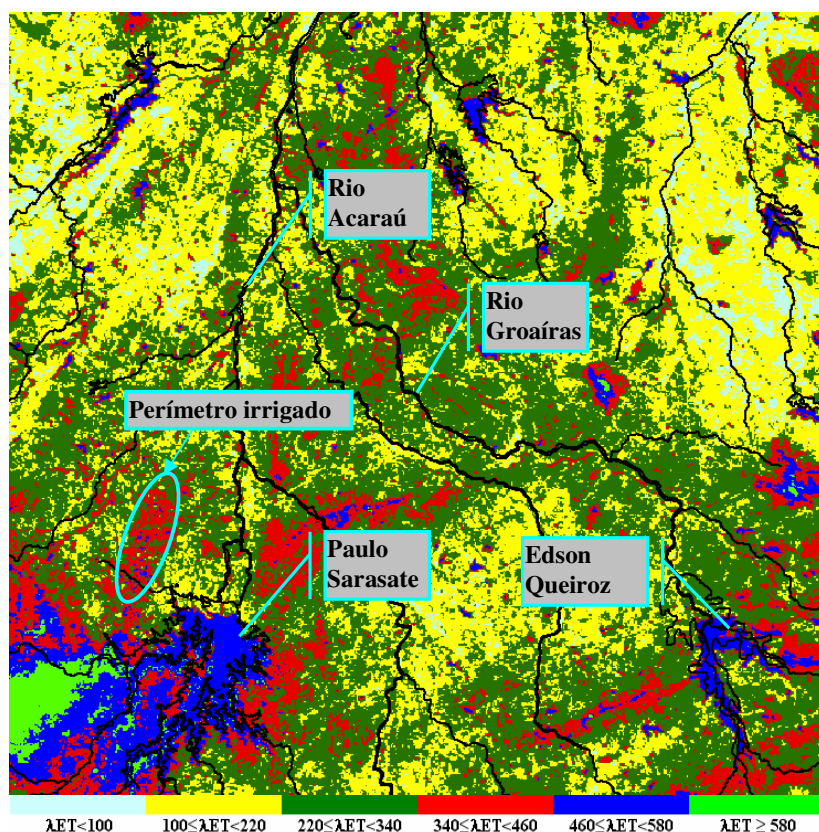 Rio
Acaraú
Rio
Groaíras
Perímetro irrigado
Paulo
Sarasate
Edson
Queiroz
λET<100
100≤λET<220
220≤λET<340
340≤λET<460
460≤λET<580
λET ≥ 580